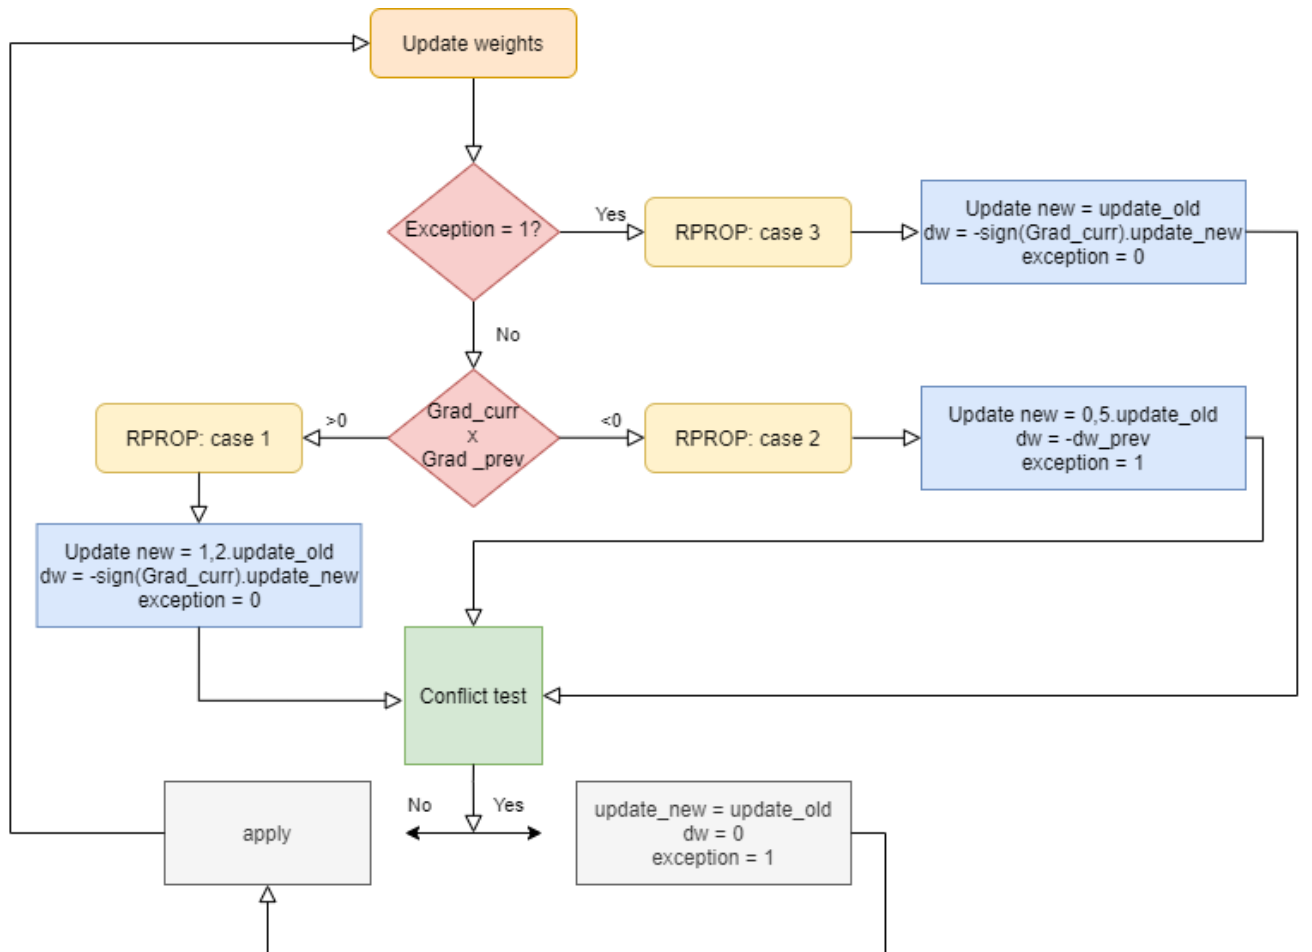 Update weights
Exception = 1?
Yes
RPROP: case 3
Update new = update_old
dw = -sign(Grad_curr).update_new
exception = 0
No
RPROP: case 1
>0
Grad_curr
x
Grad _prev
<0
RPROP: case 2
Update new = 0,5.update_old
dw = -dw_prev
exception = 1
Update new = 1,2.update_old
dw = -sign(Grad_curr).update_new
exception = 0
Conflict test
No
Yes
apply
update_new = update_old
dw = 0
exception = 1